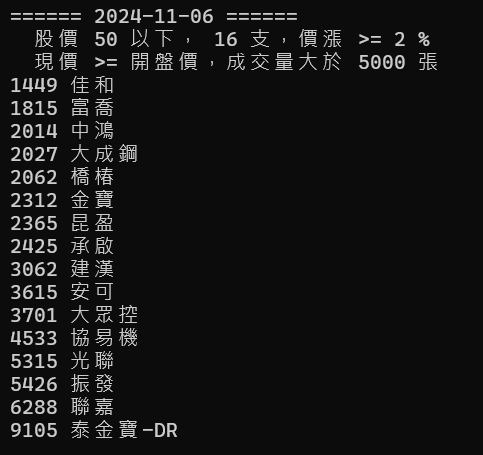 ====== 2024-11-06 ======
股價 50 以下， 16 支，價漲 >= 2 %
現價 >= 開盤價，成交量大於 5000 張
1449 佳和
1815 富喬
2014 中鴻
2027 大成鋼
2062 橋椿
2312 金寶
2365 昆盈
2425 承啟
3062 建漢
3615 安可
3701 大眾控
4533 協易機
5315 光聯
5426 振發
6288 聯嘉
9105 泰金寶-DR